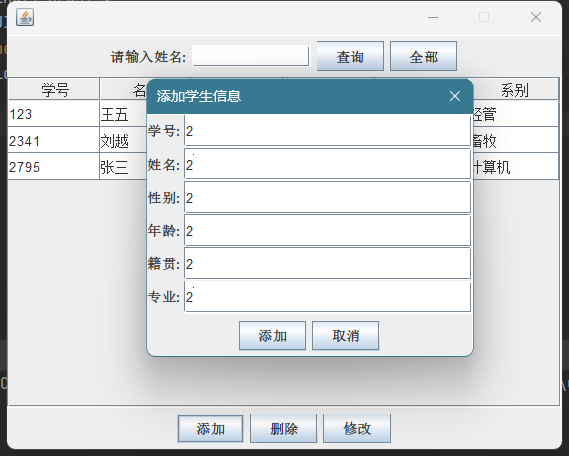 请输入姓名: 查询 全部
学号 名 系别
添加学生信息
123 王五 经管
2341 刘越 畜牧
2795 张三 计算机
学号: 2
姓名: 2
性别: 2
年龄: 2
籍贯: 2
专业: 2
添加 取消
添加 删除 修改